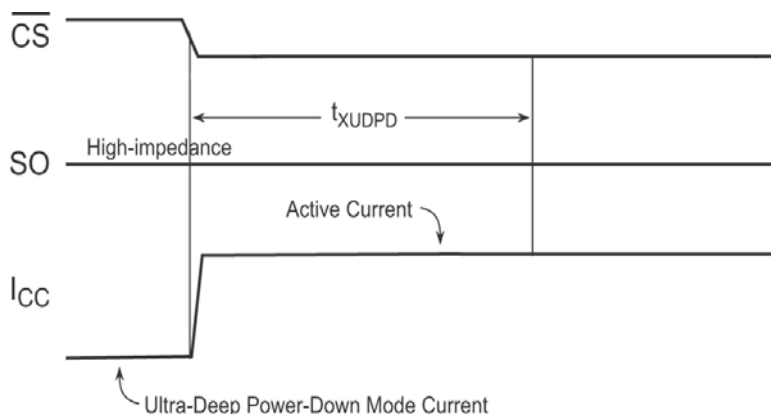 CS
tXUDPD
High-impedance
SO
Active Current
ICC
Ultra-Deep Power-Down Mode Current